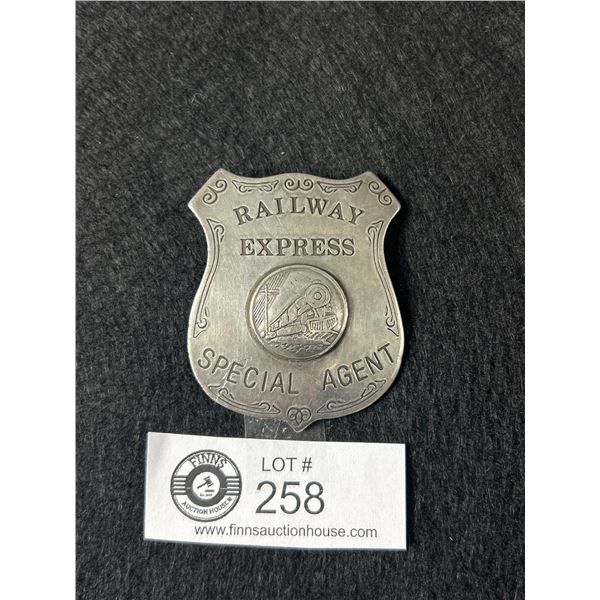 RAILWAY
EXPRESS
SPECIAL AGENT
FINNS
AUCTION HOUSE
LOT #
258
www.finnsauctionhouse.com